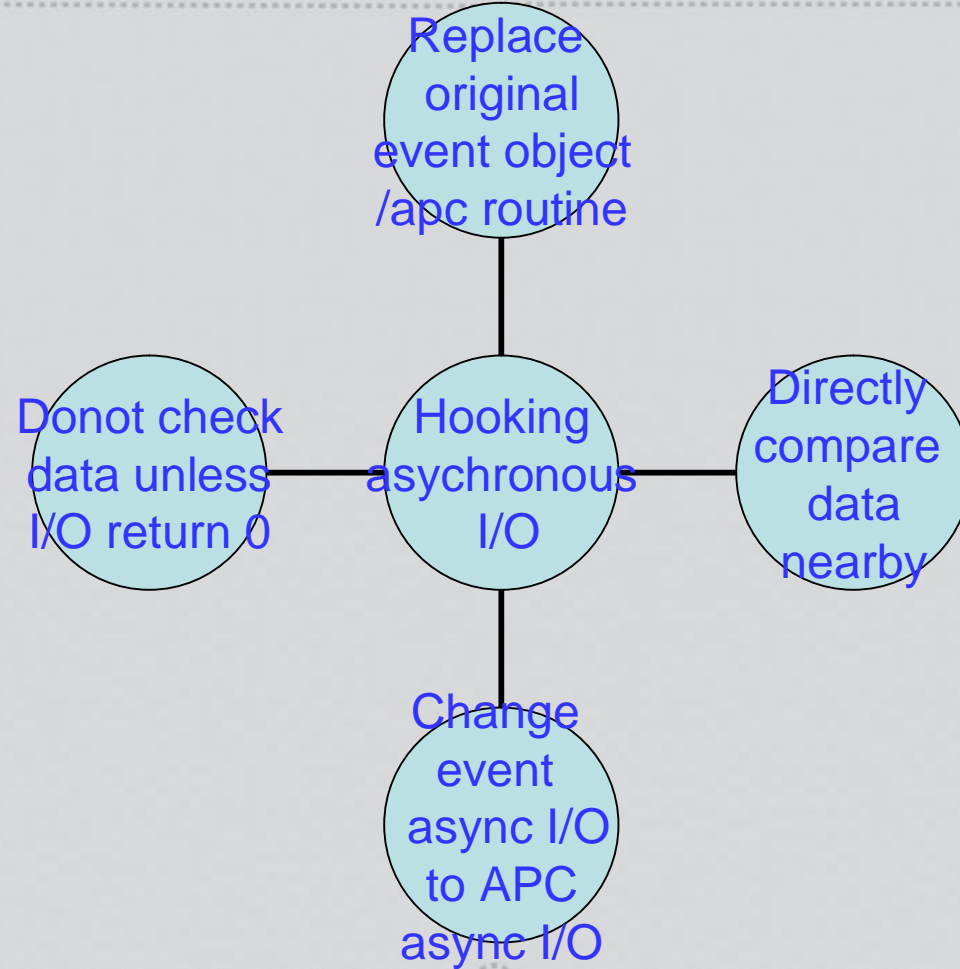 Replace
original
event object
/apc routine
Donot check
data unless
I/O return 0
Hooking
asychronous
I/O
Directly
compare
data
nearby
Change
event
async I/O
to APC
async I/O